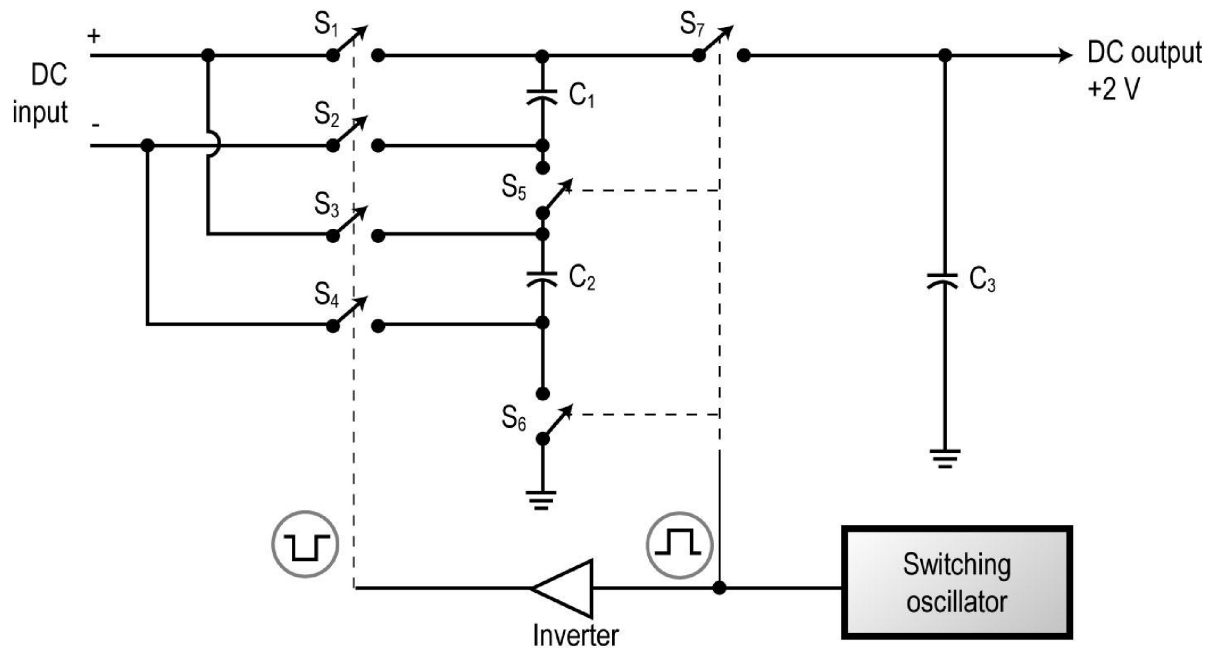 S₁
S₇
+
DC
input
-
DC output
+2 V
C₁
S₂
S₅
S₃
C₂
S₄
C₃
S₆
Switching
oscillator
Inverter